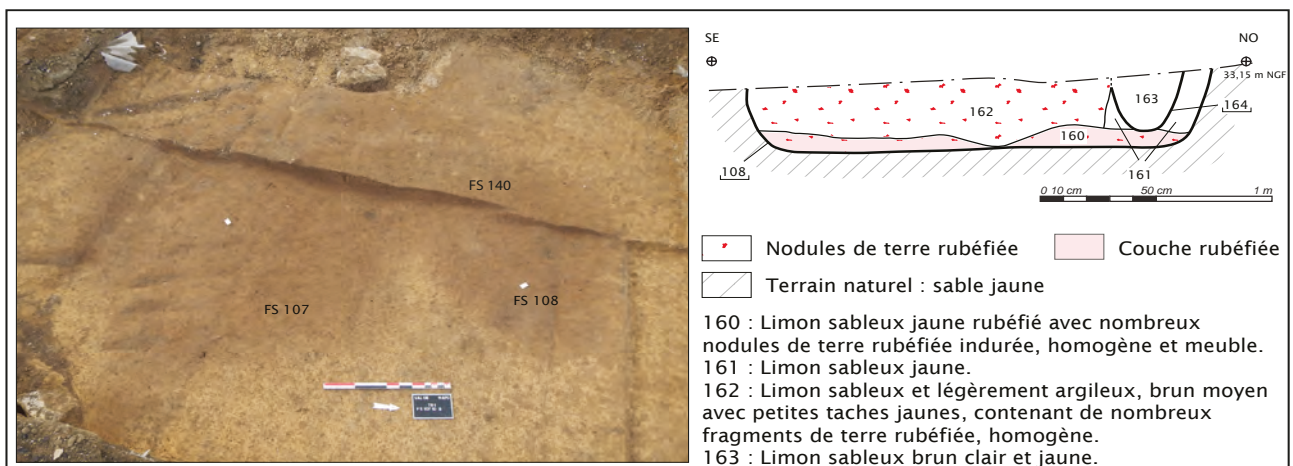 FS 140
FS 107
FS 108
SE
NO
33,15 m NGF
163
164
162
160
161
108
0 10 cm 50 cm 1 m
Nodules de terre rubéfiée
Couche rubéfiée
Terrain naturel : sable jaune
160 : Limon sableux jaune rubéfié avec nombreux
nodules de terre rubéfiée indurée, homogène et meuble.
161 : Limon sableux jaune.
162 : Limon sableux et légèrement argileux, brun moyen
avec petites taches jaunes, contenant de nombreux
fragments de terre rubéfiée, homogène.
163 : Limon sableux brun clair et jaune.